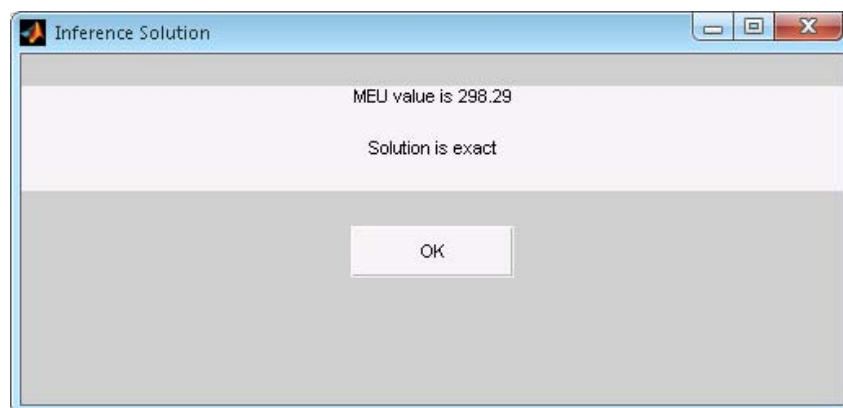 Inference Solution
MEU value is 298.29
Solution is exact
OK